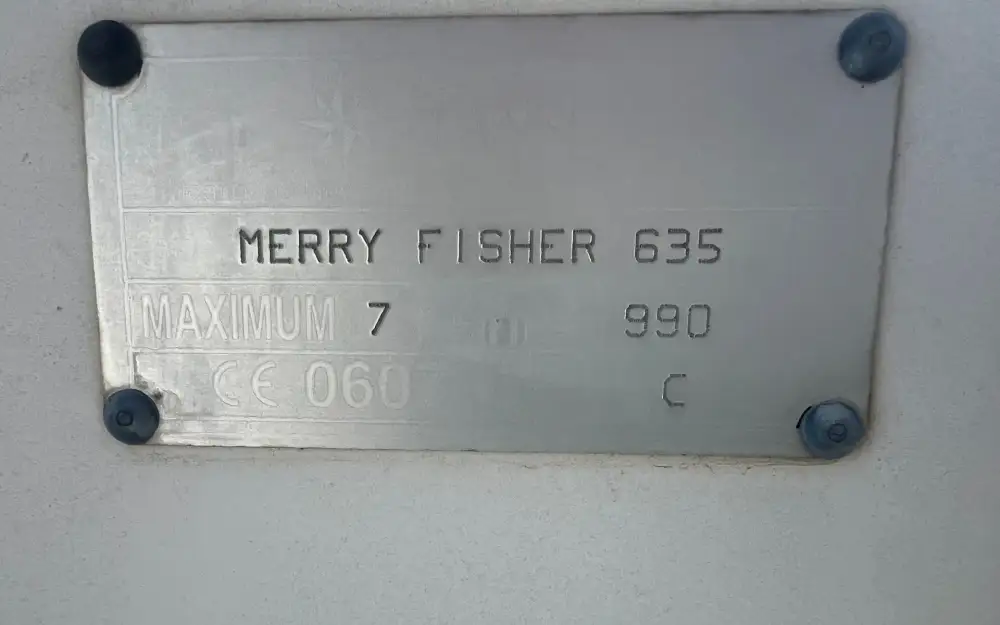 MERRY FISHER 635
MAXIMUM 7 990
CE 060 C